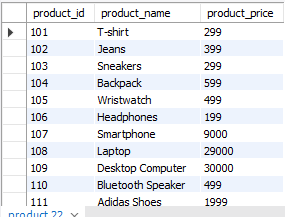 product_id product_name product_price
101 T-shirt 299
102 Jeans 399
103 Sneakers 299
104 Backpack 599
105 Wristwatch 499
106 Headphones 199
107 Smartphone 9000
108 Laptop 29000
109 Desktop Computer 30000
110 Bluetooth Speaker 499
111 Adidas Shoes 1999
product 22